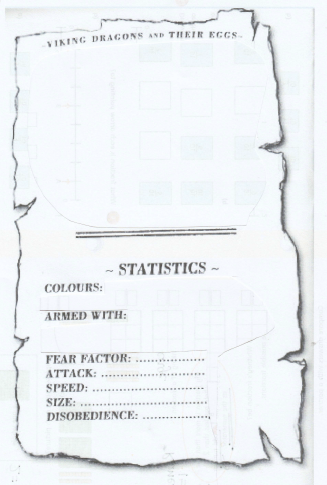 ~VIKING DRAGONS AND THEIR EGGS~
~ STATISTICS ~
COLOURS:
ARMED WITH:
FEAR FACTOR: ..................
ATTACK: ...........................
SPEED: .............................
SIZE: .................................
DISOBEDIENCE: .................